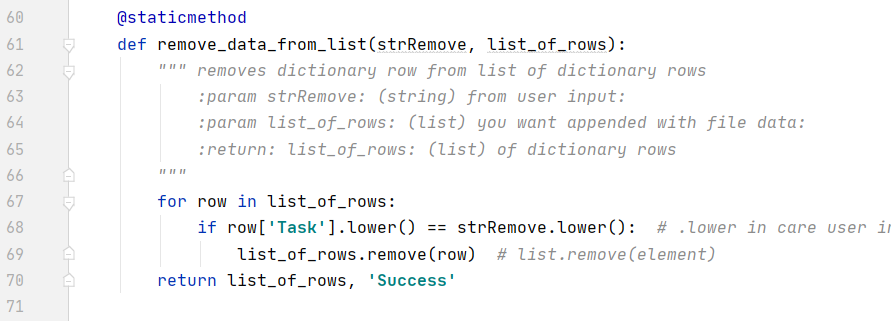 60 @staticmethod
61 def remove_data_from_list(strRemove, list_of_rows):
62 """ removes dictionary row from list of dictionary rows
63 :param strRemove: (string) from user input:
64 :param list_of_rows: (list) you want appended with file data:
65 :return: list_of_rows: (list) of dictionary rows
66 """
67 for row in list_of_rows:
68 if row['Task'].lower() == strRemove.lower():  # .lower in care user in
69 list_of_rows.remove(row)  # list.remove(element)
70 return list_of_rows, 'Success'
71